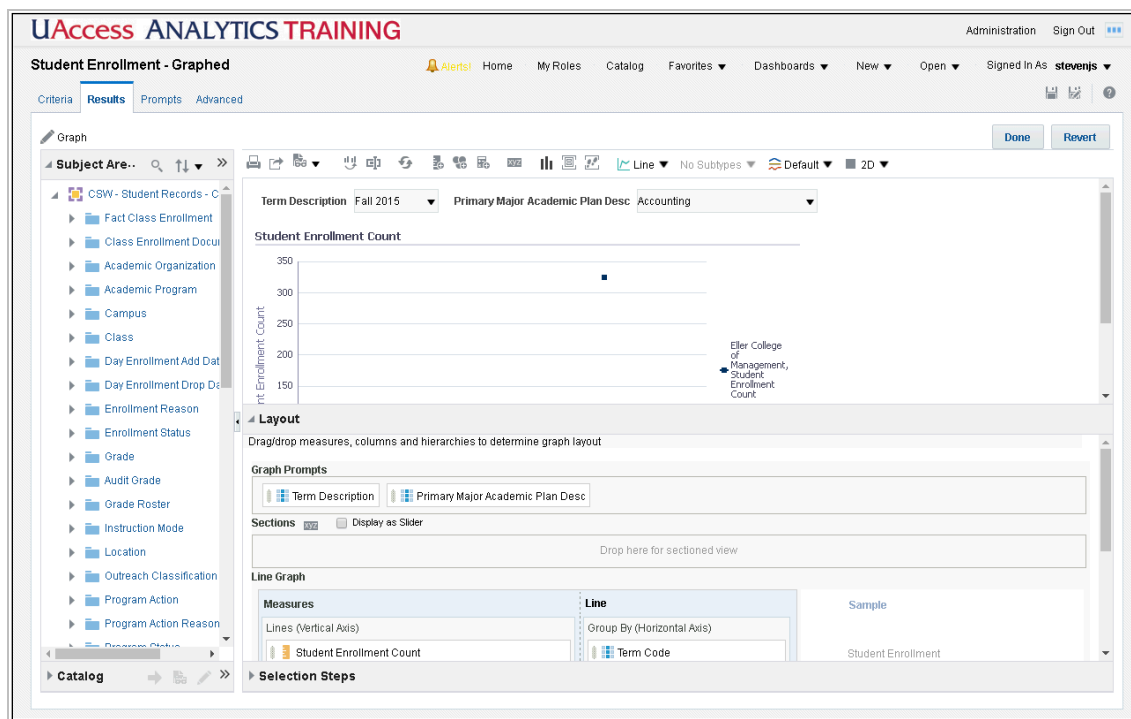 UAccess ANALYTICS TRAINING
Administration Sign Out
Student Enrollment - Graphed
Alerts! Home My Roles Catalog Favorites Dashboards New Open Signed In As stevenjs
Criteria Results Prompts Advanced
Graph
Done Revert
Subject Are..
Line No Subtypes Default 2D
CSW - Student Records - C
Fact Class Enrollment
Class Enrollment Docu
Academic Organization
Academic Program
Campus
Class
Day Enrollment Add Dat
Day Enrollment Drop Da
Enrollment Reason
Enrollment Status
Grade
Audit Grade
Grade Roster
Instruction Mode
Location
Outreach Classification
Program Action
Program Action Reason
Program Status
Catalog
Term Description Fall 2015 Primary Major Academic Plan Desc Accounting
Student Enrollment Count
350
300
250
200
150
nt Enrollment Count
Eller College
of
Management,
Student
Enrollment
Count
Layout
Drag/drop measures, columns and hierarchies to determine graph layout
Graph Prompts
Term Description Primary Major Academic Plan Desc
Sections xyz Display as Slider
Drop here for sectioned view
Line Graph
Measures Line Sample
Lines (Vertical Axis) Group By (Horizontal Axis)
Student Enrollment Count Term Code Student Enrollment
Selection Steps